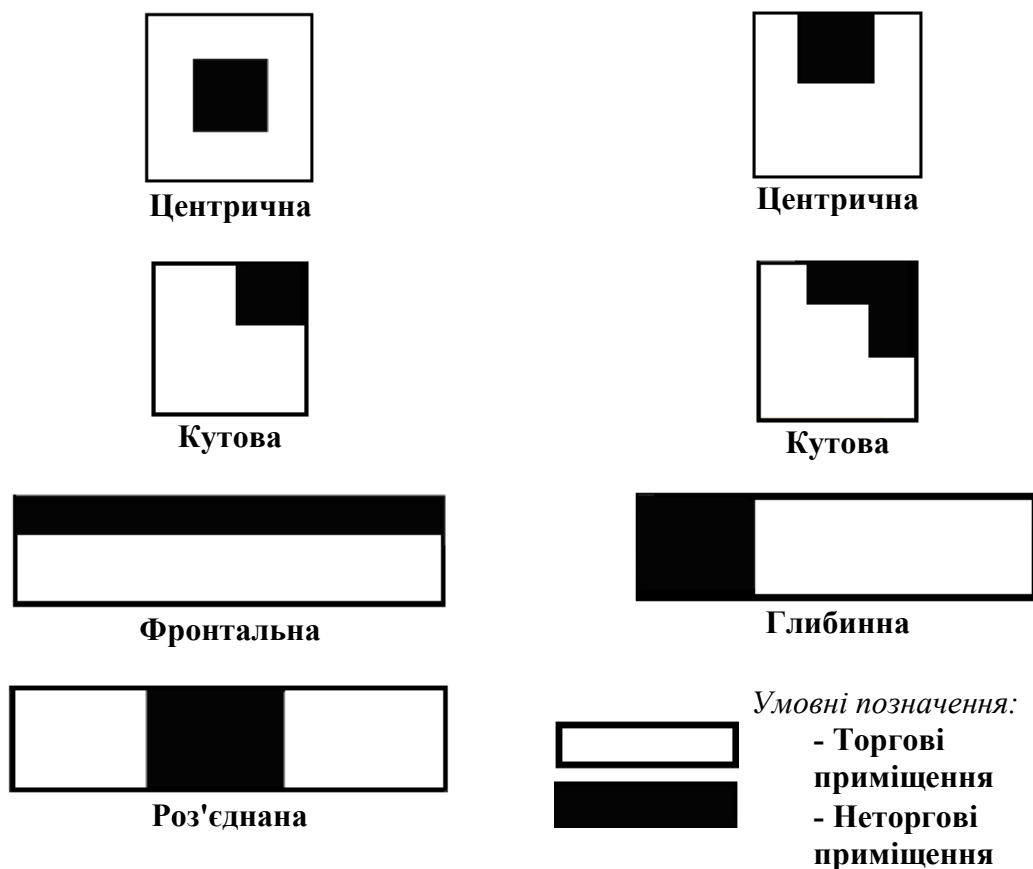 Центрична
Центрична
Кутова
Кутова
Фронтальна
Глибинна
Роз'єднана
Умовні позначення:
- Торгові
приміщення
- Неторгові
приміщення